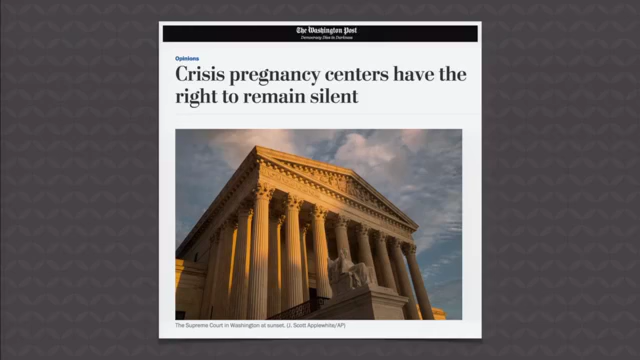 The Washington Post
Democracy Dies in Darkness
Opinions
Crisis pregnancy centers have the
right to remain silent
The Supreme Court in Washington at sunset. (J. Scott Applewhite/AP)